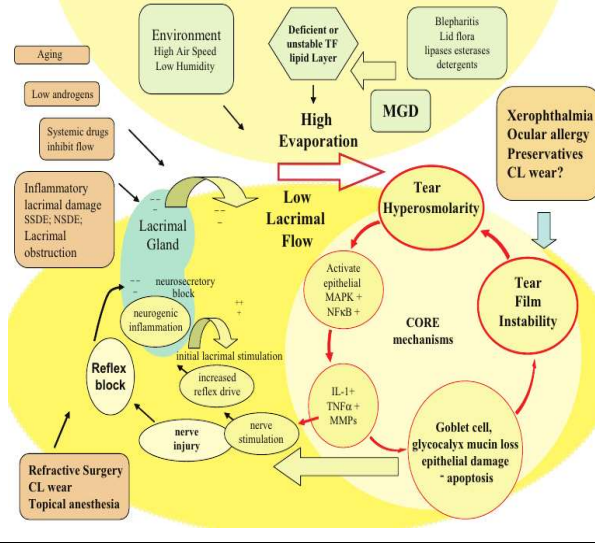 Environment
High Air Speed
Low Humidity
Deficient or
unstable TF
lipid Layer
Blepharitis
Lid flora
lipases esterases
detergents
MGD
High
Evaporation
Aging
Low androgens
Systemic drugs
inhibit flow
Inflammatory
lacrimal damage
SSDE; NSDE;
Lacrimal
obstruction
Xerophthalmia
Ocular allergy
Preservatives
CL wear?
Low
Lacrimal
Flow
Tear
Hyperosmolarity
-- 
-
Lacrimal
Gland
--
-
Activate
epithelial
MAPK +
NFκB +
Tear
Film
Instability
CORE
mechanisms
--
-
neurosecretory
block
neurogenic
inflammation
++
+
initial lacrimal stimulation
Reflex
block
increased
reflex drive
IL-1+
TNFα +
MMPs
nerve
injury
nerve
stimulation
Goblet cell,
glycocalyx mucin loss
epithelial damage
- apoptosis
Refractive Surgery
CL wear
Topical anesthesia